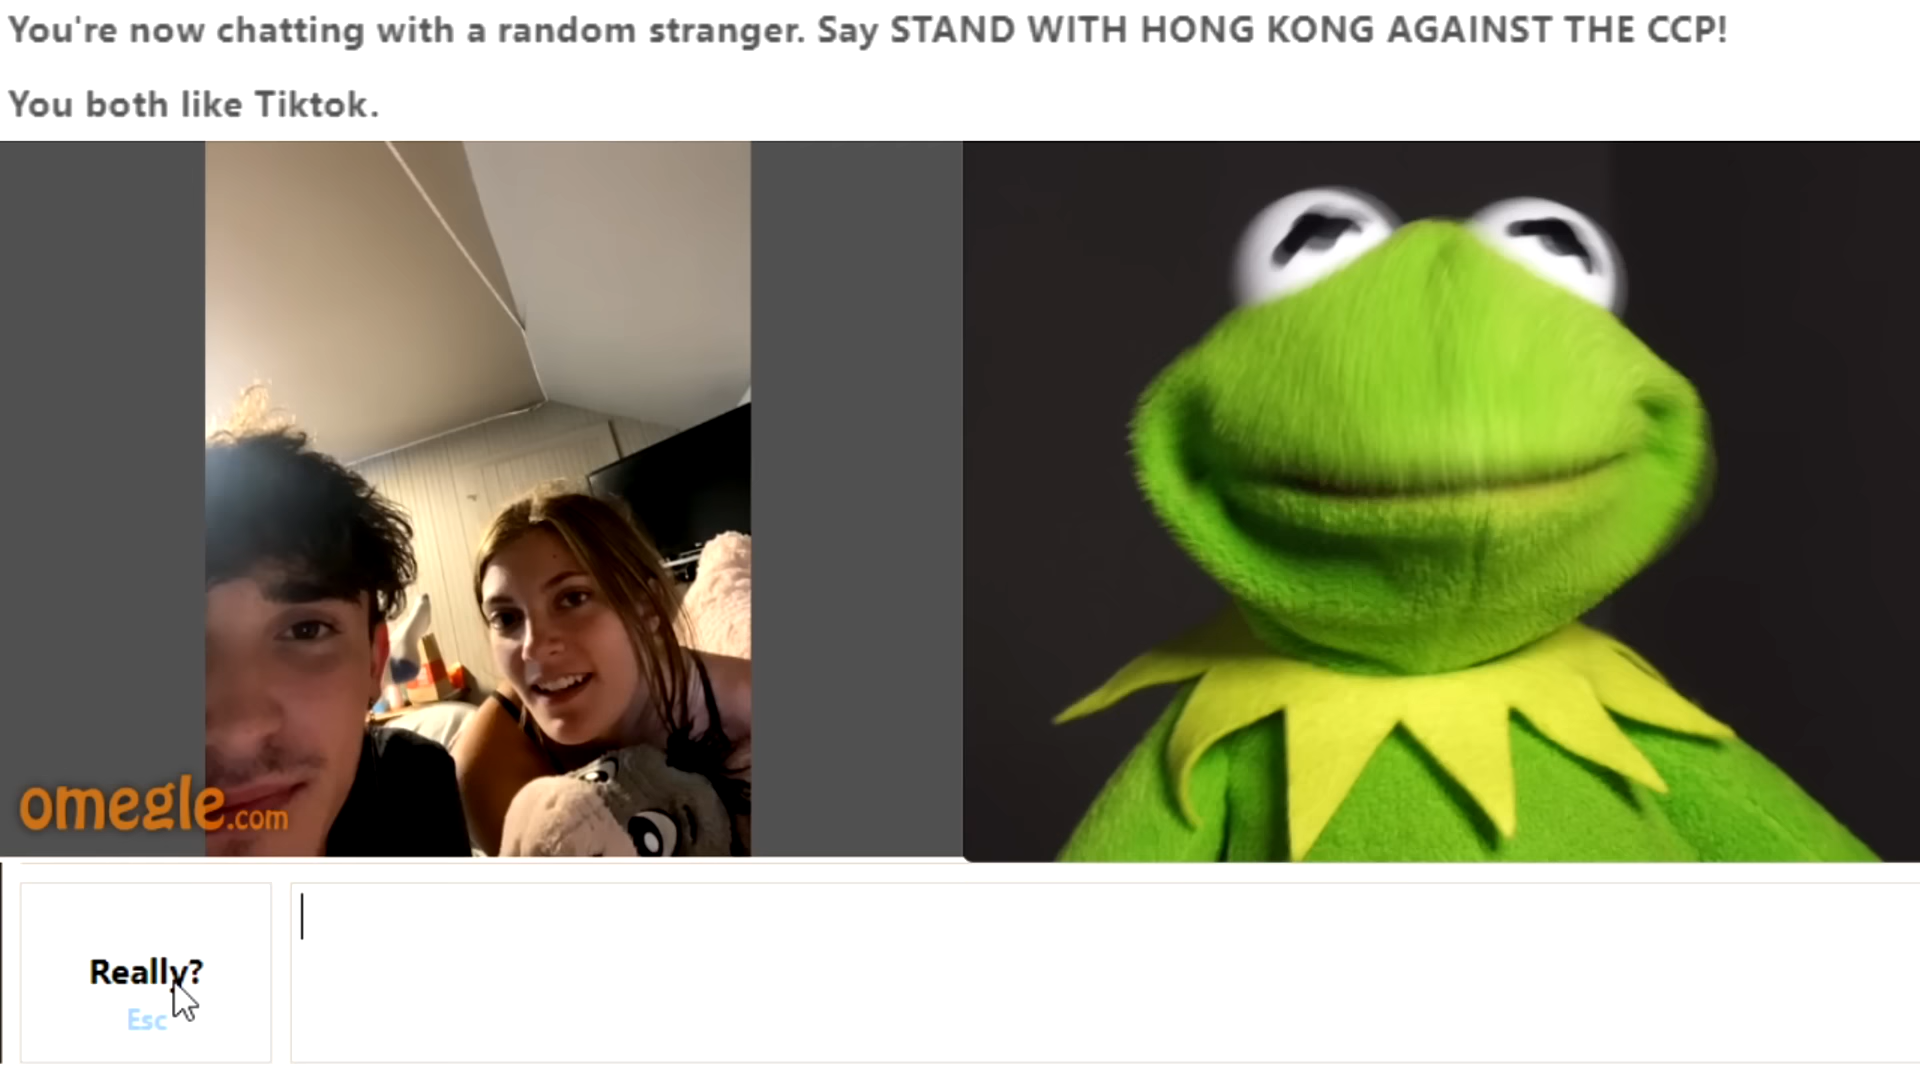 You're now chatting with a random stranger. Say STAND WITH HONG KONG AGAINST THE CCP!
You both like Tiktok.
omegle.com
Really?
Esc